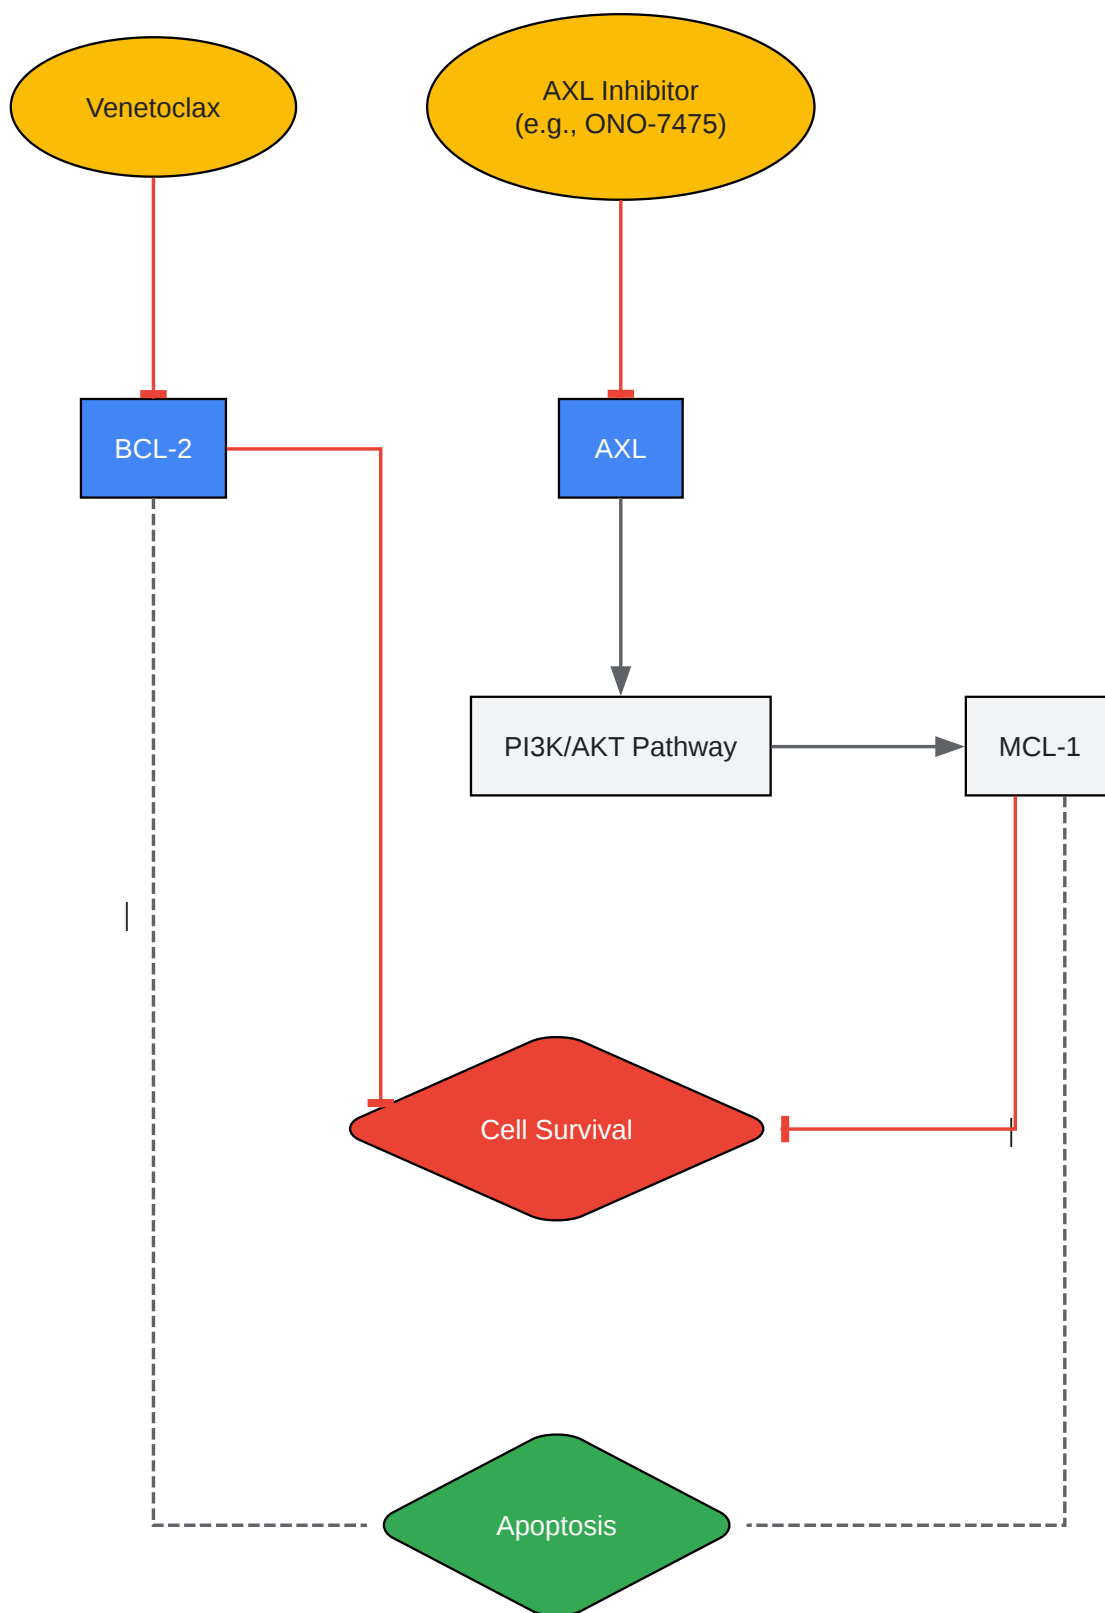 Venetoclax
AXL Inhibitor
(e.g., ONO-7475)
BCL-2
AXL
PI3K/AKT Pathway
MCL-1
|
Cell Survival
|
Apoptosis